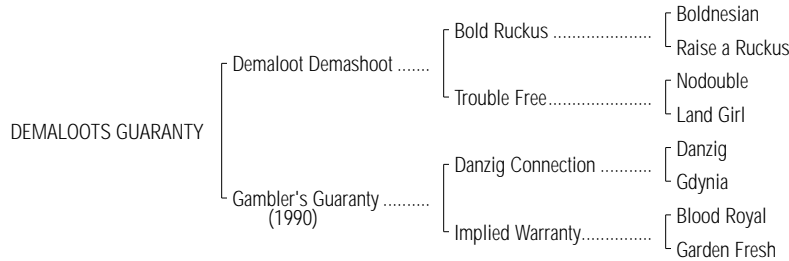 Boldnesian
Bold Ruckus .....................
Raise a Ruckus
Demaloot Demashoot .......
Nodouble
Trouble Free......................
Land Girl
DEMALOOTS GUARANTY
Danzig
Danzig Connection ...........
Gdynia
Gambler's Guaranty ..........
(1990)
Blood Royal
Implied Warranty...............
Garden Fresh